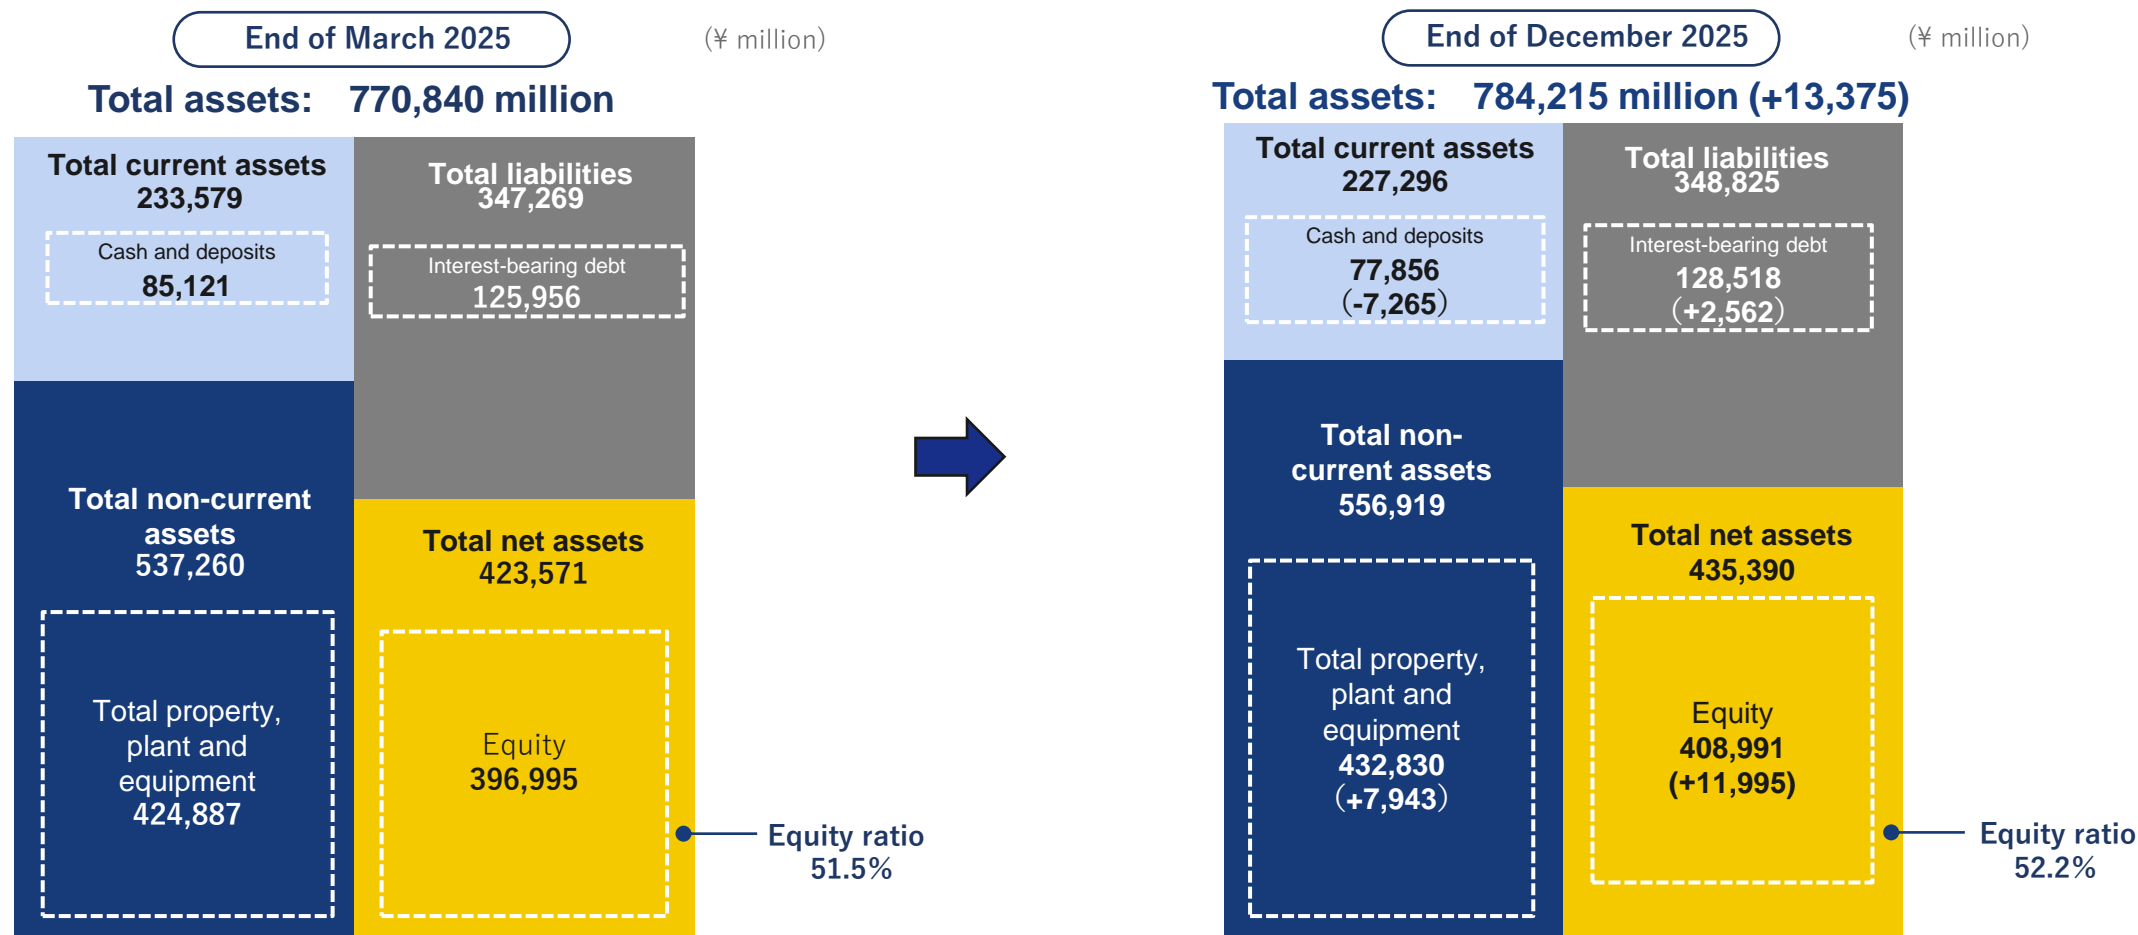 End of March 2025
(¥ million)
Total assets: 770,840 million
Total current assets
233,579
Cash and deposits
85,121
Total liabilities
347,269
Interest-bearing debt
125,956
Total non-current
assets
537,260
Total property,
plant and
equipment
424,887
Total net assets
423,571
Equity
396,995
Equity ratio
51.5%
End of December 2025
(¥ million)
Total assets: 784,215 million (+13,375)
Total current assets
227,296
Cash and deposits
77,856
（-7,265）
Total liabilities
348,825
Interest-bearing debt
128,518
（+2,562）
Total non-
current assets
556,919
Total property,
plant and
equipment
432,830
（+7,943）
Total net assets
435,390
Equity
408,991
(+11,995)
Equity ratio
52.2%